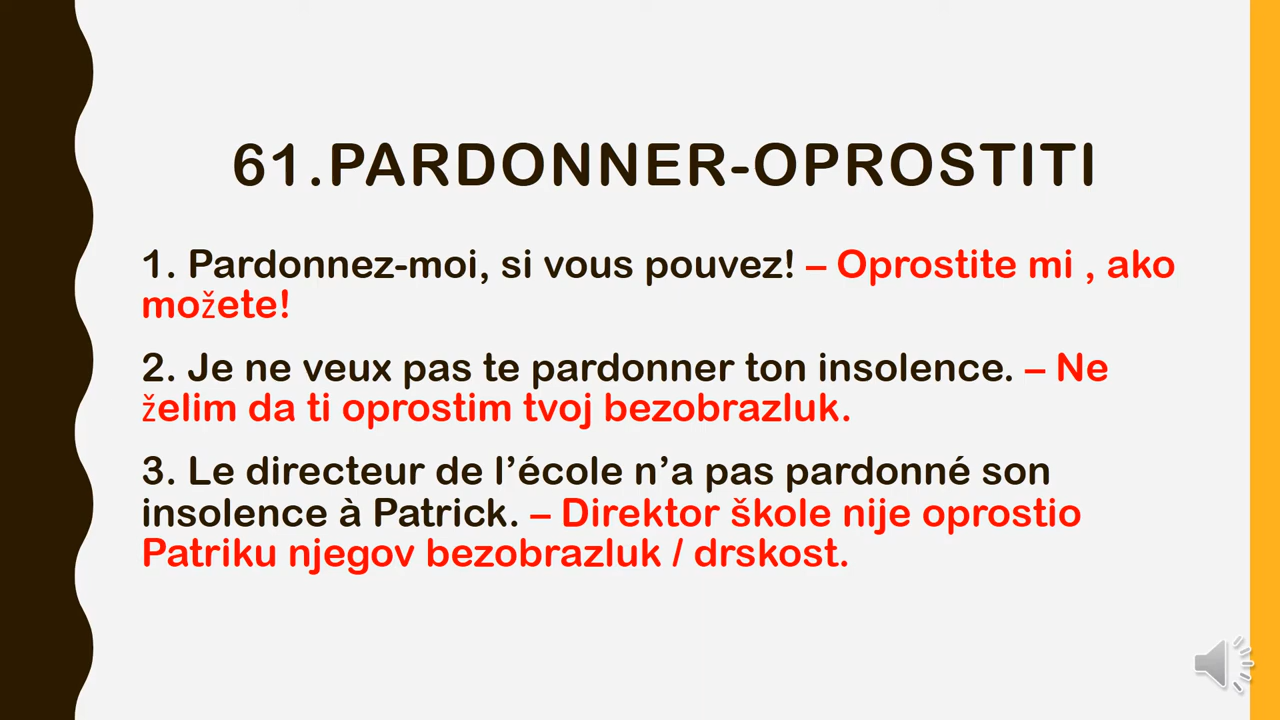 61.PARDONNER-OPROSTITI
1. Pardonnez-moi, si vous pouvez! – Oprostite mi , ako
možete!
2. Je ne veux pas te pardonner ton insolence. – Ne
želim da ti oprostim tvoj bezobrazluk.
3. Le directeur de l’école n’a pas pardonné son
insolence à Patrick. – Direktor škole nije oprostio
Patriku njegov bezobrazluk / drskost.